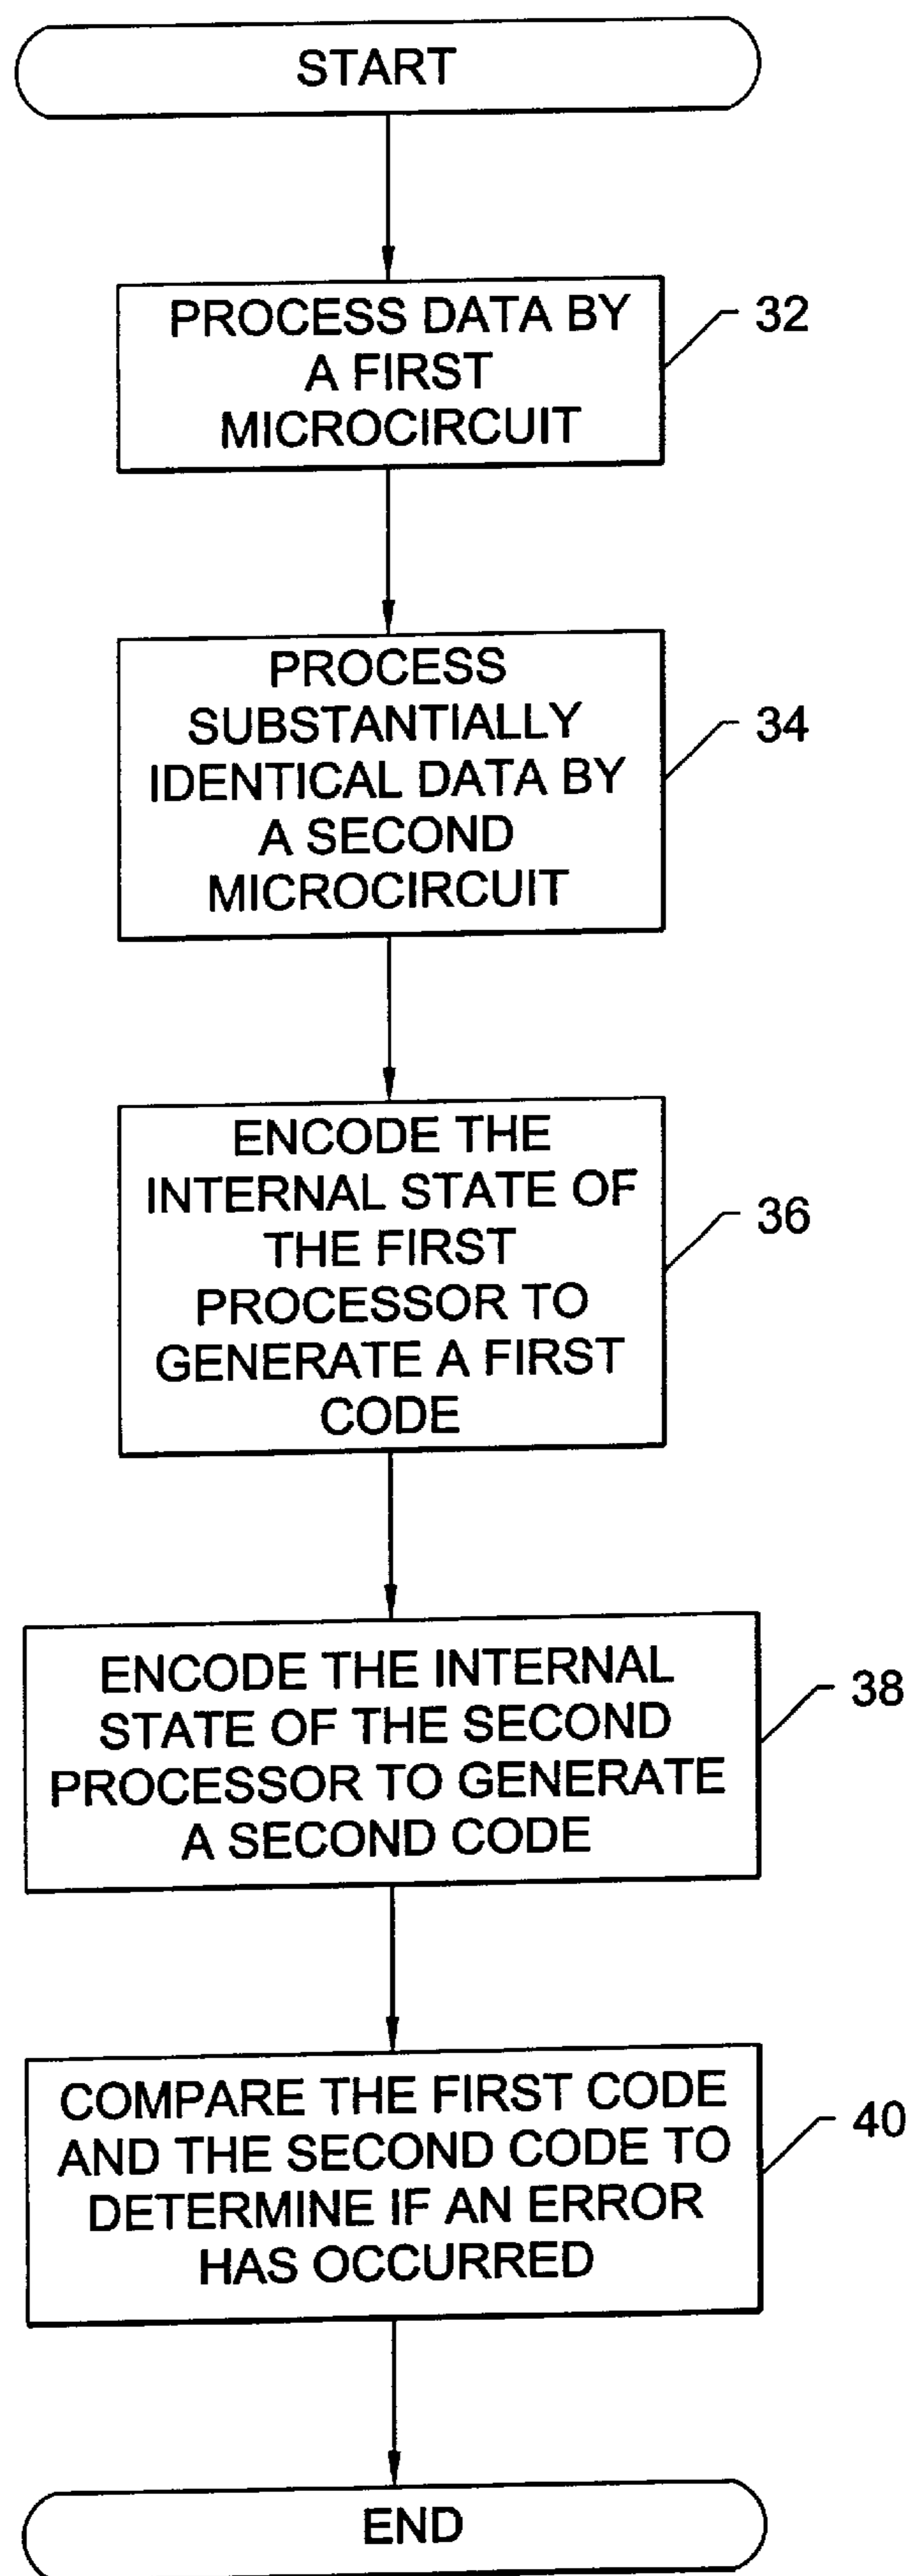 START
PROCESS DATA BY
A FIRST
MICROCIRCUIT
32
PROCESS
SUBSTANTIALLY
IDENTICAL DATA BY
A SECOND
MICROCIRCUIT
34
ENCODE THE
INTERNAL STATE OF
THE FIRST
PROCESSOR TO
GENERATE A FIRST
CODE
36
ENCODE THE INTERNAL
STATE OF THE SECOND
PROCESSOR TO GENERATE
A SECOND CODE
38
COMPARE THE FIRST CODE
AND THE SECOND CODE TO
DETERMINE IF AN ERROR
HAS OCCURRED
40
END